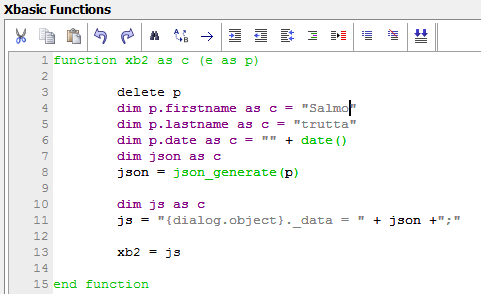 Xbasic Functions
1 function xb2 as c (e as p)
2
3 delete p
4 dim p.firstname as c = "Salmo"
5 dim p.lastname as c = "trutta"
6 dim p.date as c = "" + date()
7 dim json as c
8 json = json_generate(p)
9
10 dim js as c
11 js = "{dialog.object}._data = " + json +";"
12
13 xb2 = js
14
15 end function